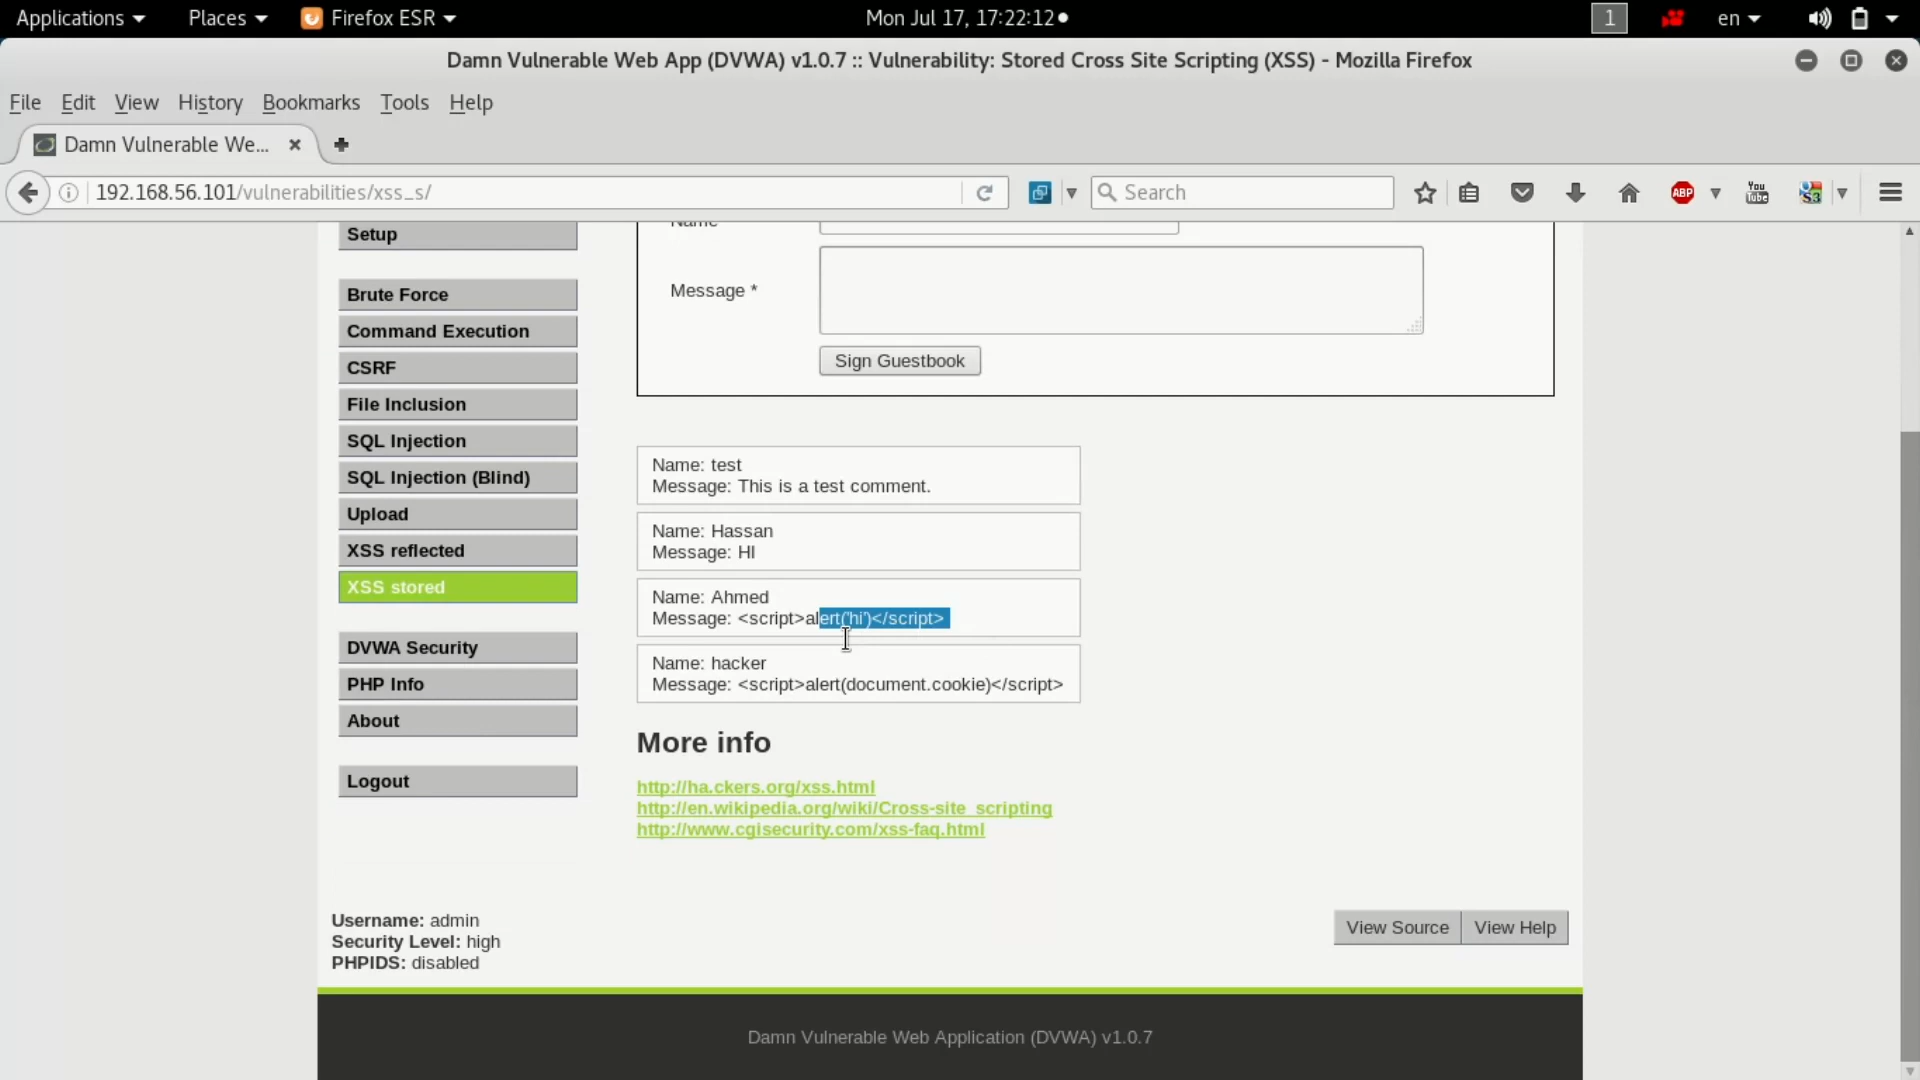 Applications Places Firefox ESR Mon Jul 17, 17:22:12 1 en
Damn Vulnerable Web App (DVWA) v1.0.7 :: Vulnerability: Stored Cross Site Scripting (XSS) - Mozilla Firefox
File Edit View History Bookmarks Tools Help
Damn Vulnerable We...
192.168.56.101/vulnerabilities/xss_s/ Search ABP You Tube S3
Setup
Brute Force
Command Execution
CSRF
File Inclusion
SQL Injection
SQL Injection (Blind)
Upload
XSS reflected
XSS stored
DVWA Security
PHP Info
About
Logout
Name
Message *
Sign Guestbook
Name: test
Message: This is a test comment.
Name: Hassan
Message: HI
Name: Ahmed
Message: <script>alert('hi')</script>
Name: hacker
Message: <script>alert(document.cookie)</script>
More info
http://ha.ckers.org/xss.html
http://en.wikipedia.org/wiki/Cross-site_scripting
http://www.cgisecurity.com/xss-faq.html
Username: admin
Security Level: high
PHPIDS: disabled
View Source View Help
Damn Vulnerable Web Application (DVWA) v1.0.7